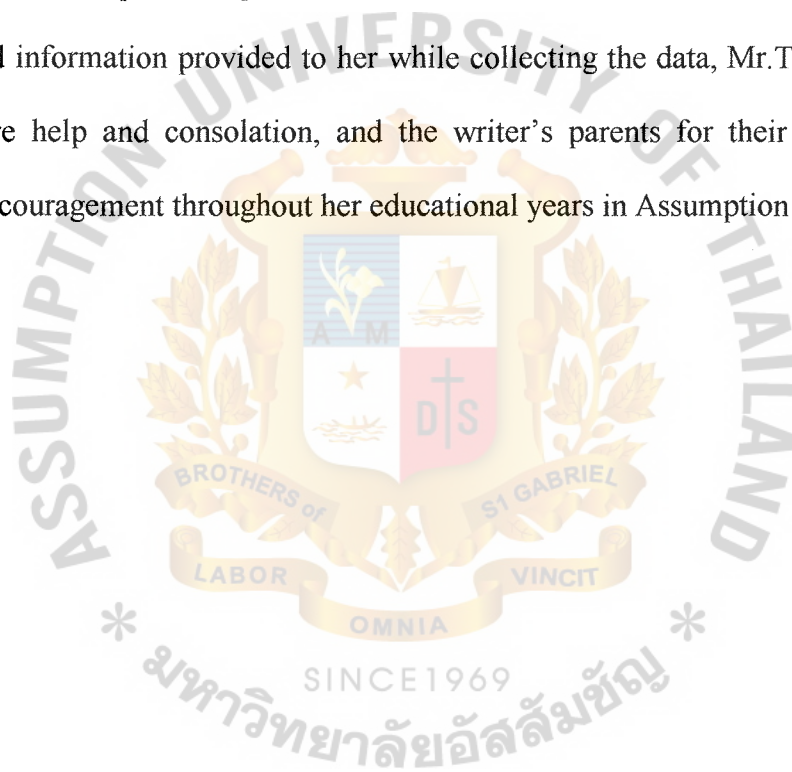 information provided to her while collecting the data, Mr.T
help and consolation, and the writer's parents for their
couragement throughout her educational years in Assumption
ASSUMPTION UNIVERSITY OF THAILAND
A M
D S
BROTHERS of
S1 GABRIEL
LABOR
VINCIT
OMNIA
SINCE1969
* มหาวิทยาลัยอัสสัมชัญ *